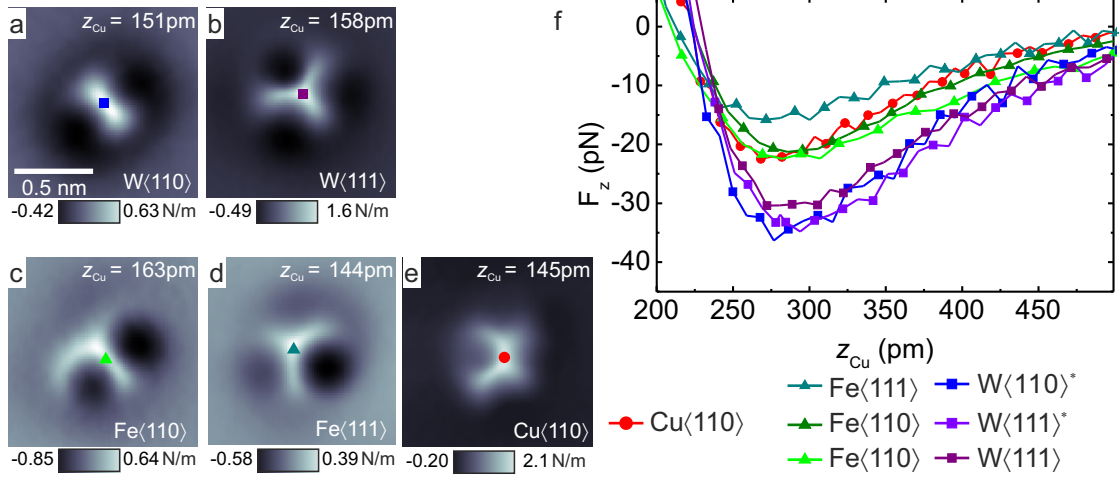 a
z_Cu = 151pm
W⟨110⟩
0.5 nm
-0.42 0.63 N/m
b
z_Cu = 158pm
W⟨111⟩
-0.49 1.6 N/m
c
z_Cu = 163pm
Fe⟨110⟩
-0.85 0.64 N/m
d
z_Cu = 144pm
Fe⟨111⟩
-0.58 0.39 N/m
e
z_Cu = 145pm
Cu⟨110⟩
-0.20 2.1 N/m
f
0
-10
-20
-30
-40
F_z (pN)
200 250 300 350 400 450
z_Cu (pm)
Fe⟨111⟩ W⟨110⟩*
Cu⟨110⟩ Fe⟨110⟩ W⟨111⟩*
Fe⟨110⟩ W⟨111⟩